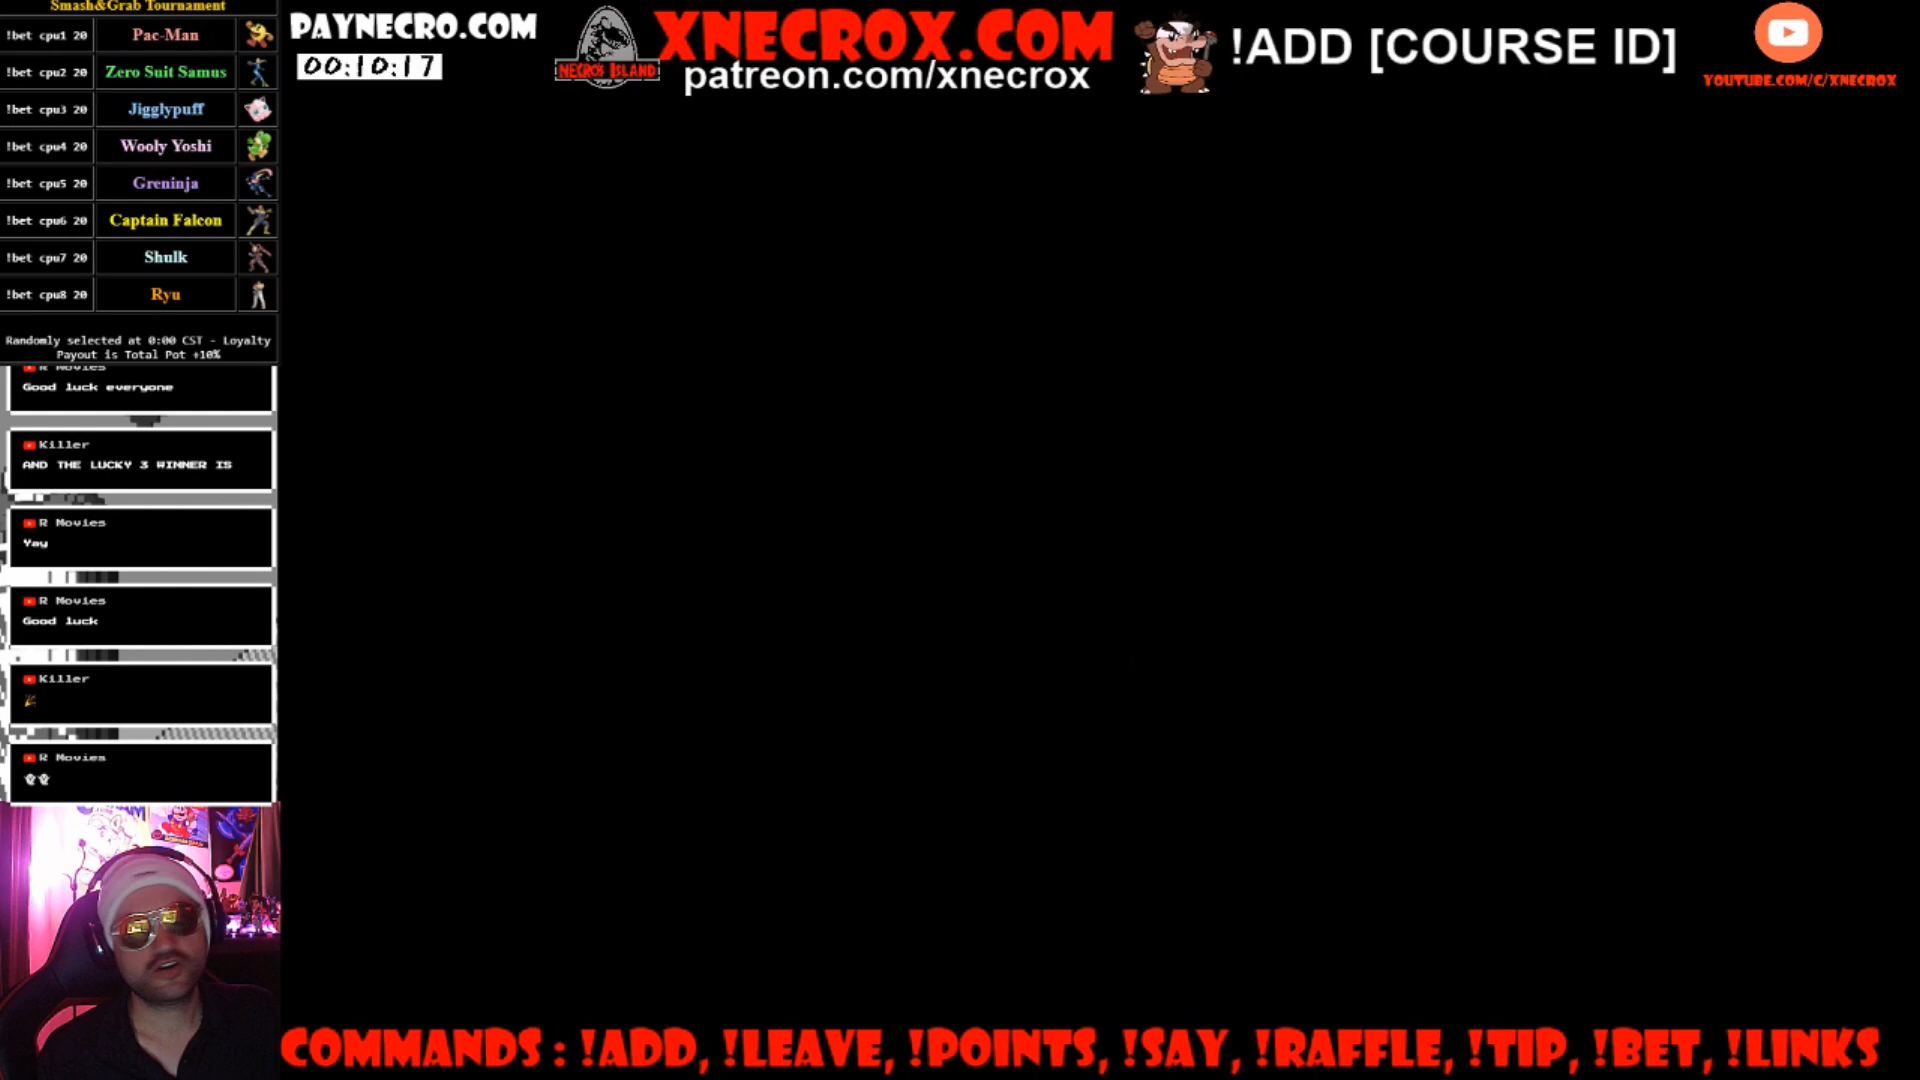 Smash&Grab Tournament
!bet cpu1 20 Pac-Man
!bet cpu2 20 Zero Suit Samus
!bet cpu3 20 Jigglypuff
!bet cpu4 20 Wooly Yoshi
!bet cpu5 20 Greninja
!bet cpu6 20 Captain Falcon
!bet cpu7 20 Shulk
!bet cpu8 20 Ryu
Randomly selected at 0:00 CST - Loyalty
Payout is Total Pot +10%
R Movies
Good luck everyone
Killer
AND THE LUCKY 3 WINNER IS
R Movies
Yay
R Movies
Good luck
Killer
R Movies
PAYNECRO.COM
00:10:17
NECROS ISLAND
XNECROX.COM
patreon.com/xnecrox
!ADD [COURSE ID]
YOUTUBE.COM/C/XNECROX
COMMANDS : !ADD, !LEAVE, !POINTS, !SAY, !RAFFLE, !TIP, !BET, !LINKS